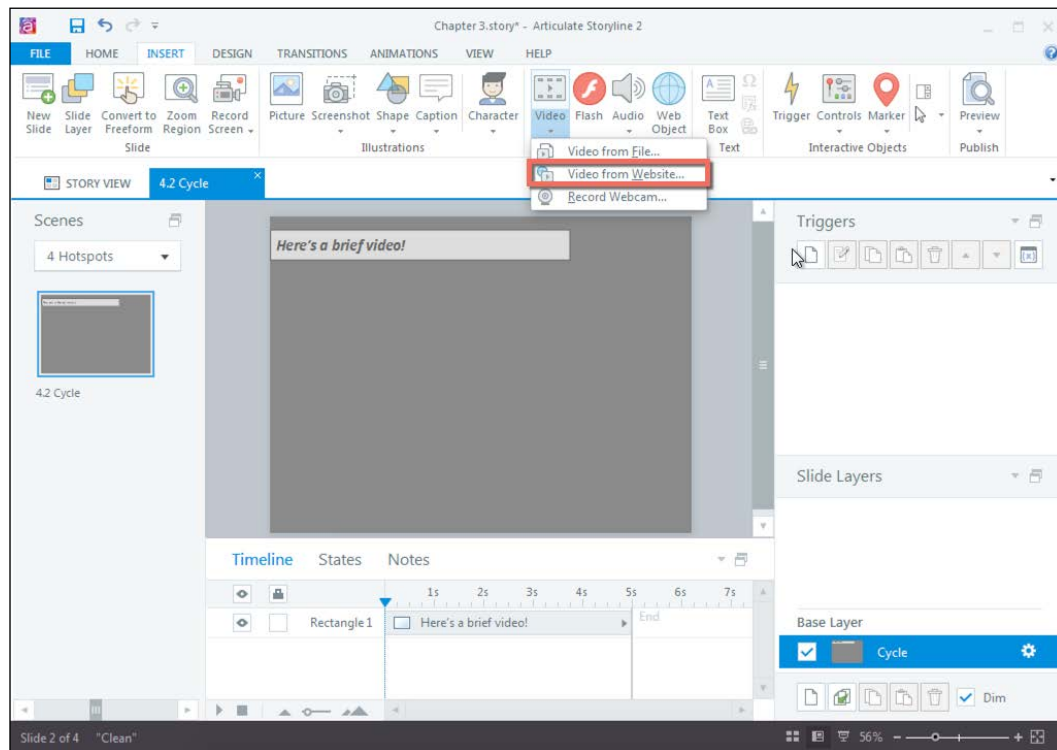 Chapter 3.story* - Articulate Storyline 2
FILE HOME INSERT DESIGN TRANSITIONS ANIMATIONS VIEW HELP
New Slide Slide Layer Convert to Freeform Zoom Region Record Screen Picture Screenshot Shape Caption Character Video Flash Audio Web Object Text Box Trigger Controls Marker Preview
Slide Illustrations Text Interactive Objects Publish
Video from File...
Video from Website...
Record Webcam...
STORY VIEW 4.2 Cycle
Scenes
4 Hotspots
4.2 Cycle
Here's a brief video!
Triggers
Slide Layers
Timeline States Notes
1s 2s 3s 4s 5s 6s 7s
Rectangle 1 Here's a brief video! End
Base Layer
Cycle
Dim
Slide 2 of 4 "Clean" 56%